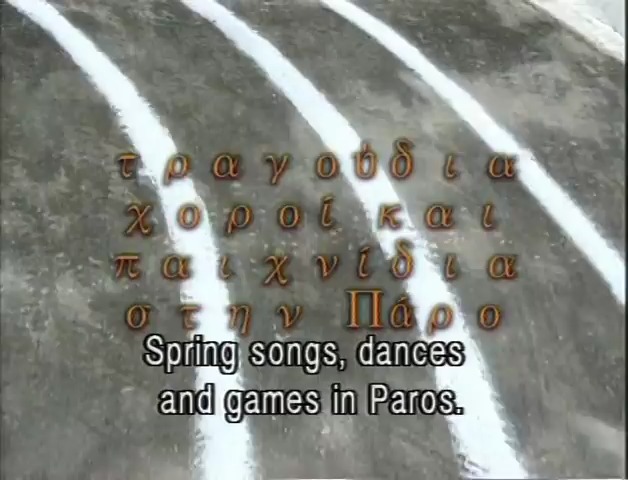 τραγούδια
χοροί και
παιχνίδια
στην Πάρο
Spring songs, dances
and games in Paros.